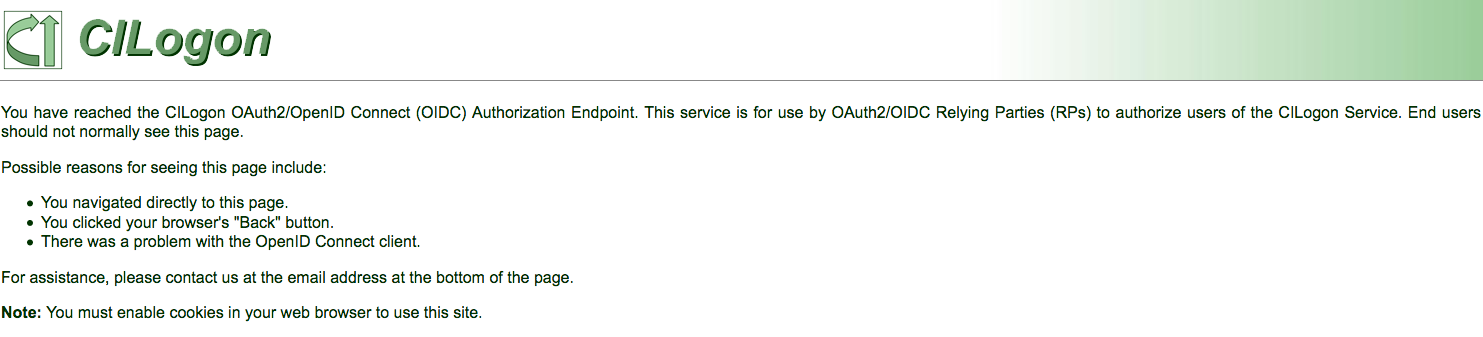 CILogon
You have reached the CILogon OAuth2/OpenID Connect (OIDC) Authorization Endpoint. This service is for use by OAuth2/OIDC Relying Parties (RPs) to authorize users of the CILogon Service. End users
should not normally see this page.
Possible reasons for seeing this page include:
• You navigated directly to this page.
• You clicked your browser's "Back" button.
• There was a problem with the OpenID Connect client.
For assistance, please contact us at the email address at the bottom of the page.
Note: You must enable cookies in your web browser to use this site.